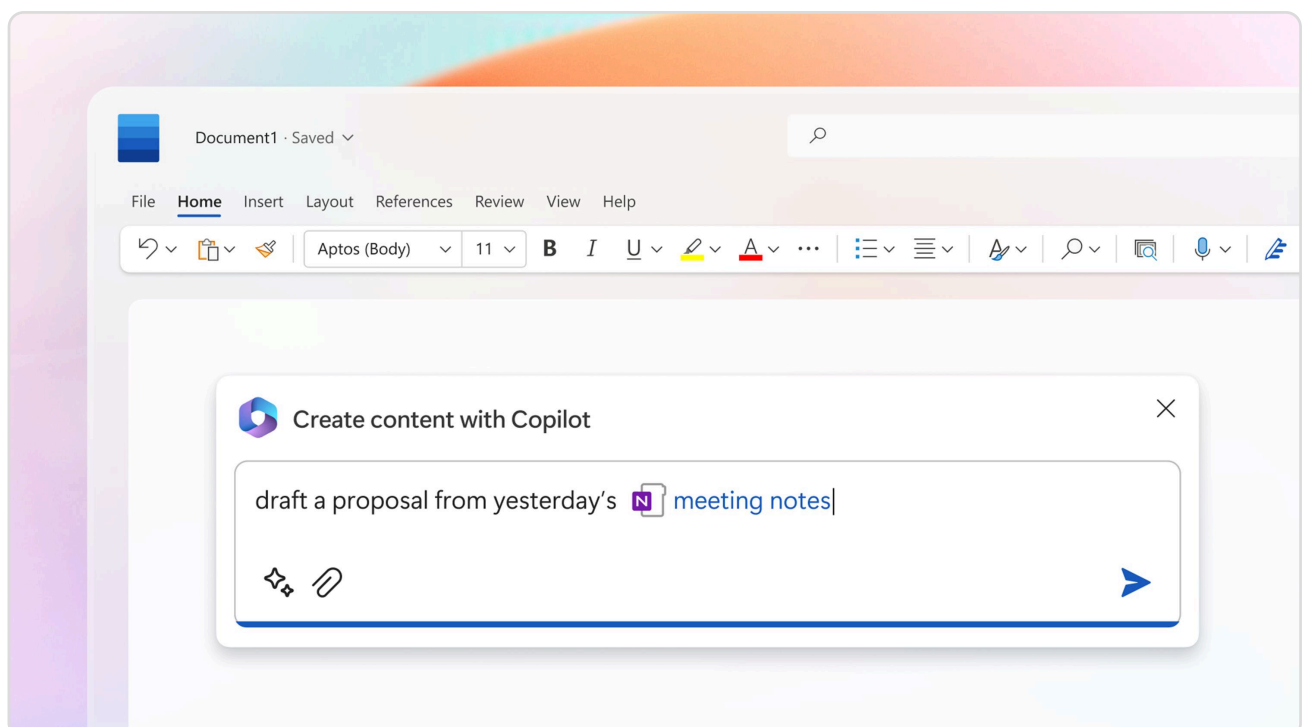 Document1 · Saved
File Home Insert Layout References Review View Help
Aptos (Body) 11 B I U A A
Create content with Copilot
draft a proposal from yesterday’s N meeting notes